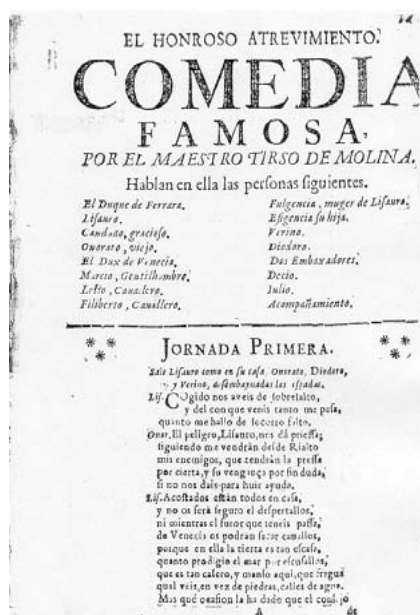 EL HONROSO ATREVIMIENTO.
COMEDIA
FAMOSA,
POR EL MAESTRO TIRSO DE MOLINA.
Hablan en ella las personas siguientes.
El Duque de Ferrara.
Lisauro.
Candado, gracioso.
Onorato, viejo.
El Dux de Venecia.
Marcio, Gentilhombre.
Lelio, Cavallero.
Filiberto, Cavallero.
Fulgencia, muger de Lisauro.
Efigenia su hija.
Verino.
Diodoro.
Dos Embaxadores.
Decio.
Julio.
Acompañamiento.
JORNADA PRIMERA.
Sale Lisauro como en su casa, Onorato, Diodoro,
y Verino, desembaynadas las espadas.
Lis. Cogido nos aveis de sobresalto,
y del con que venis tanto me pesa,
quanto me hallo de socorro falto.
Onor. El peligro, Lisauro, nos dá priessa;
siguiendo me vendràn desde Rialto
mis enemigos, que tendràn la pressa
por cierta, y su vengança por sin duda,
si no nos dais para huir ayuda.
Lis. Acostados estàn todos en casa,
y no os serà seguro el despertallos,
ni mientras el furor que teneis passa,
de Venecia os podràn sacar cavallos,
porque en ella la tierra es tan escasa,
quanto prodigo el mar por escusallos,
que es tan casero, y manso aqui, que
qual veis, en vez de piedras, calles de agua.
Mas què ocasion la ha dado que el
A